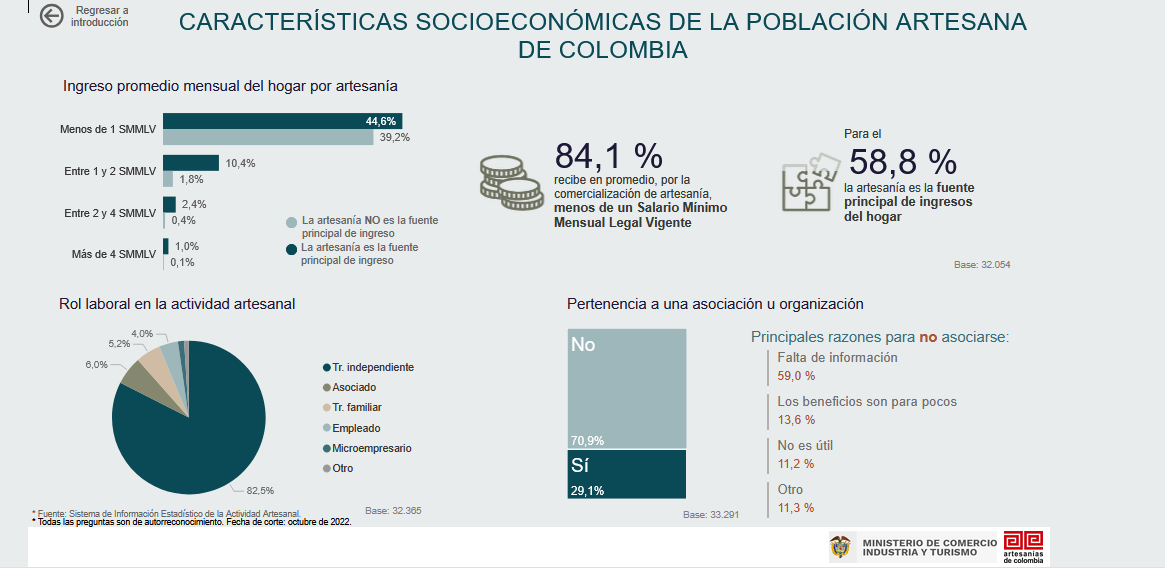 Regresar a
introducción
CARACTERÍSTICAS SOCIOECONÓMICAS DE LA POBLACIÓN ARTESANA
DE COLOMBIA
Ingreso promedio mensual del hogar por artesanía
Menos de 1 SMMLV
44,6%
39,2%
Entre 1 y 2 SMMLV
10,4%
1,8%
Entre 2 y 4 SMMLV
2,4%
0,4%
Más de 4 SMMLV
1,0%
0,1%
La artesanía NO es la fuente
principal de ingreso
La artesanía es la fuente
principal de ingreso
84,1 %
recibe en promedio, por la
comercialización de artesanía,
menos de un Salario Mínimo
Mensual Legal Vigente
Para el
58,8 %
la artesanía es la fuente
principal de ingresos
del hogar
Base: 32.054
Rol laboral en la actividad artesanal
4,0%
5,2%
6,0%
82,5%
Tr. independiente
Asociado
Tr. familiar
Empleado
Microempresario
Otro
Base: 32.365
* Fuente: Sistema de Información Estadístico de la Actividad Artesanal.
* Todas las preguntas son de autorreconocimiento. Fecha de corte: octubre de 2022.
Pertenencia a una asociación u organización
No
70,9%
Sí
29,1%
Base: 33.291
Principales razones para no asociarse:
Falta de información
59,0 %
Los beneficios son para pocos
13,6 %
No es útil
11,2 %
Otro
11,3 %
MINISTERIO DE COMERCIO
INDUSTRIA Y TURISMO
artesanías
de colombia